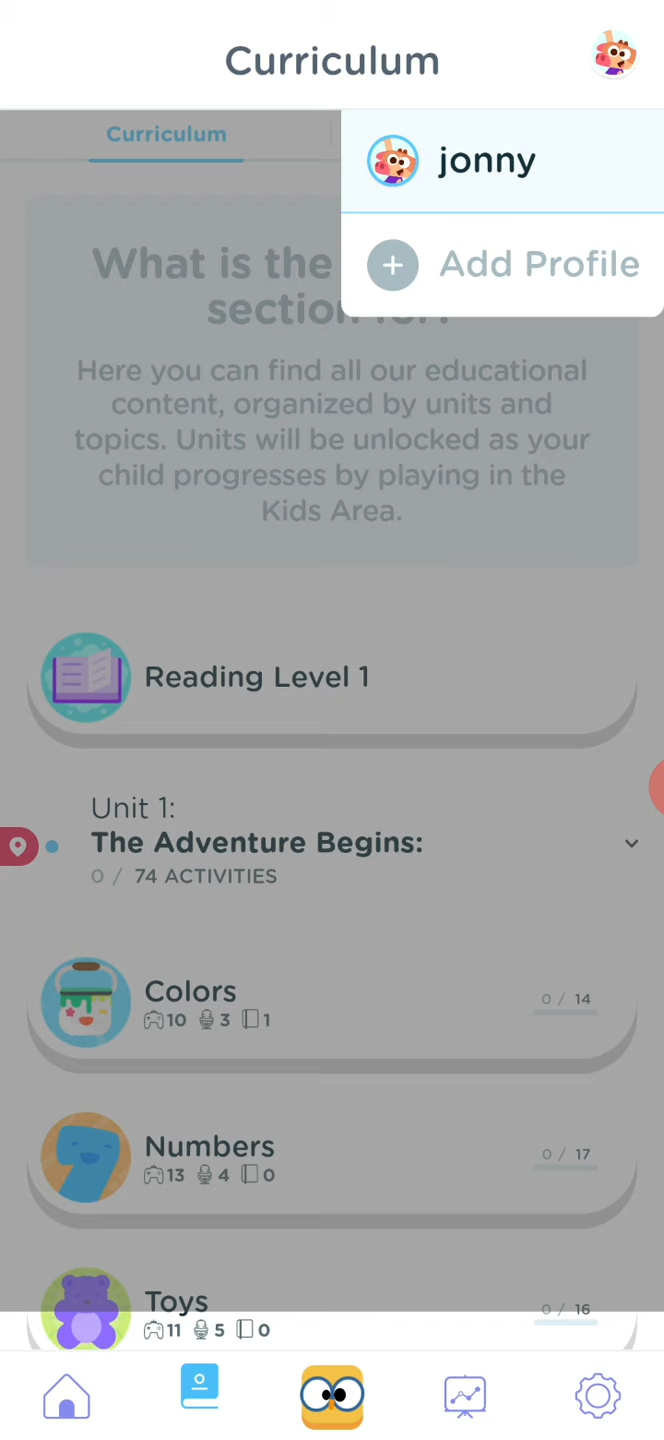 Curriculum
Curriculum
jonny
Add Profile
What is the
section for?
Here you can find all our educational
content, organized by units and
topics. Units will be unlocked as your
child progresses by playing in the
Kids Area.
Reading Level 1
Unit 1:
The Adventure Begins:
0 / 74 ACTIVITIES
Colors
10 3 1
0 / 14
Numbers
13 4 0
0 / 17
Toys
11 5 0
0 / 16